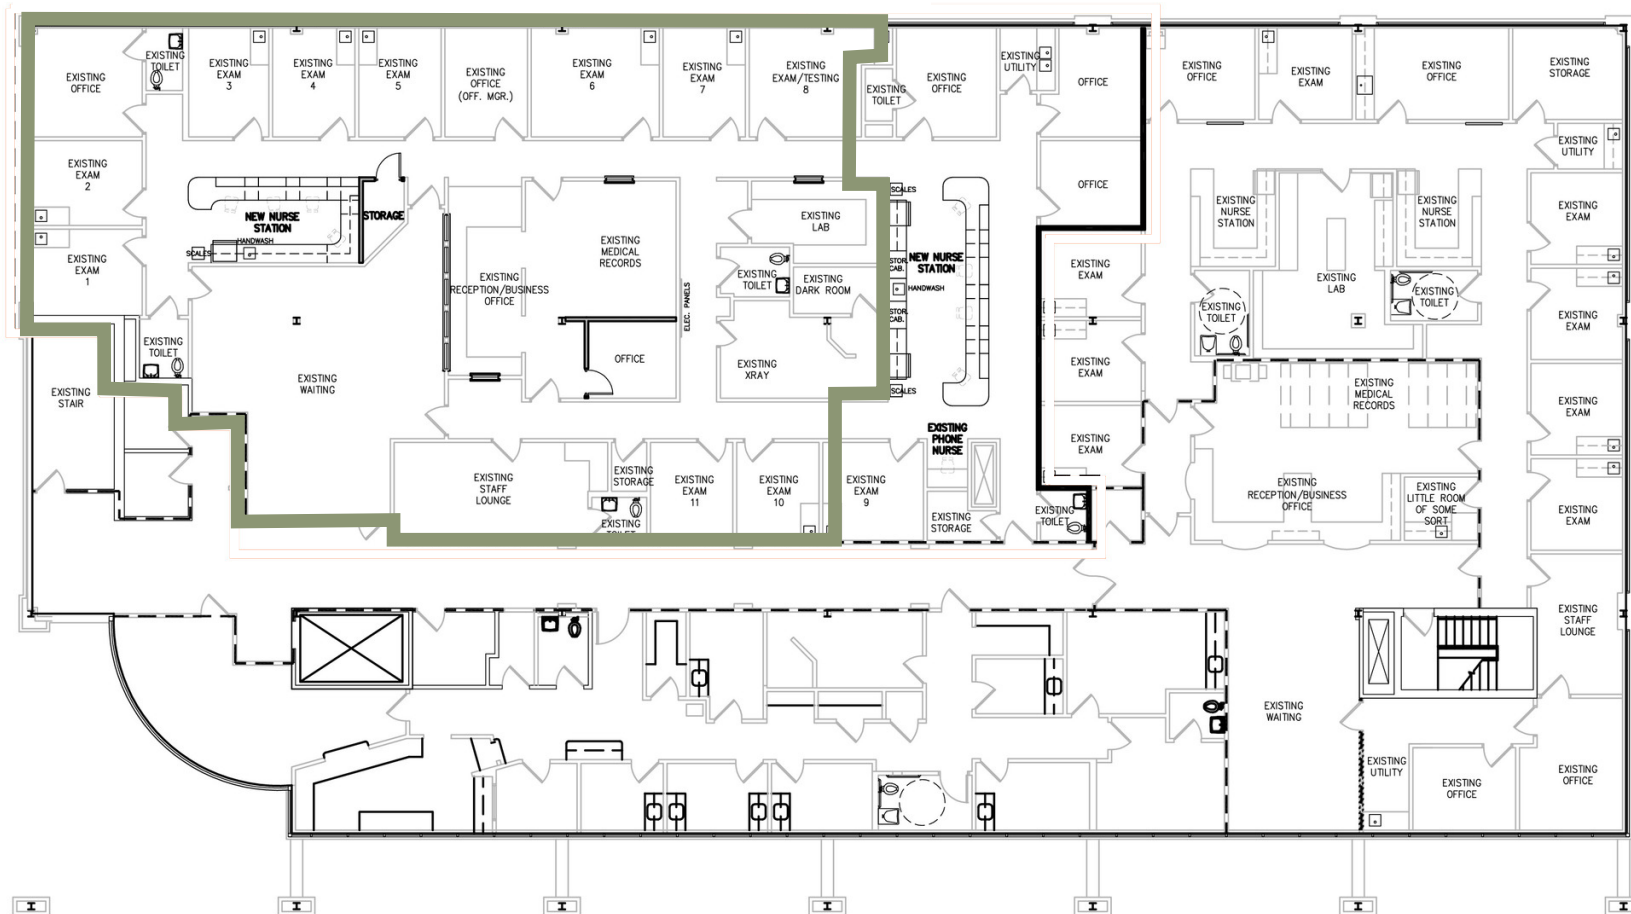 EXISTING
OFFICE
EXISTING
TOILET
EXISTING
EXAM
3
EXISTING
EXAM
4
EXISTING
EXAM
5
EXISTING
OFFICE
(OFF. MGR.)
EXISTING
EXAM
6
EXISTING
EXAM
7
EXISTING
EXAM/TESTING
8
EXISTING
TOILET
EXISTING
OFFICE
EXISTING
UTILITY
OFFICE
EXISTING
OFFICE
EXISTING
EXAM
EXISTING
OFFICE
EXISTING
STORAGE
EXISTING
UTILITY
EXISTING
EXAM
2
NEW NURSE
STATION
STORAGE
HANDWASH
SCALES
EXISTING
EXAM
1
EXISTING
RECEPTION/BUSINESS
OFFICE
EXISTING
MEDICAL
RECORDS
ELEC. PANELS
EXISTING
LAB
EXISTING
TOILET
EXISTING
DARK ROOM
SCALES
STOR.
CAB.
HANDWASH
STOR.
CAB.
SCALES
NEW NURSE
STATION
OFFICE
EXISTING
EXAM
EXISTING
NURSE
STATION
EXISTING
NURSE
STATION
EXISTING
EXAM
EXISTING
LAB
EXISTING
TOILET
EXISTING
TOILET
EXISTING
EXAM
EXISTING
TOILET
EXISTING
STAIR
EXISTING
WAITING
OFFICE
EXISTING
XRAY
EXISTING
EXAM
EXISTING
MEDICAL
RECORDS
EXISTING
EXAM
EXISTING
PHONE
NURSE
EXISTING
EXAM
EXISTING
STAFF
LOUNGE
EXISTING
STORAGE
EXISTING
TOILET
EXISTING
EXAM
11
EXISTING
EXAM
10
EXISTING
EXAM
9
EXISTING
STORAGE
EXISTING
TOILET
EXISTING
RECEPTION/BUSINESS
OFFICE
EXISTING
LITTLE ROOM
OF SOME
SORT
EXISTING
EXAM
EXISTING
STAFF
LOUNGE
EXISTING
WAITING
EXISTING
UTILITY
EXISTING
OFFICE
EXISTING
OFFICE